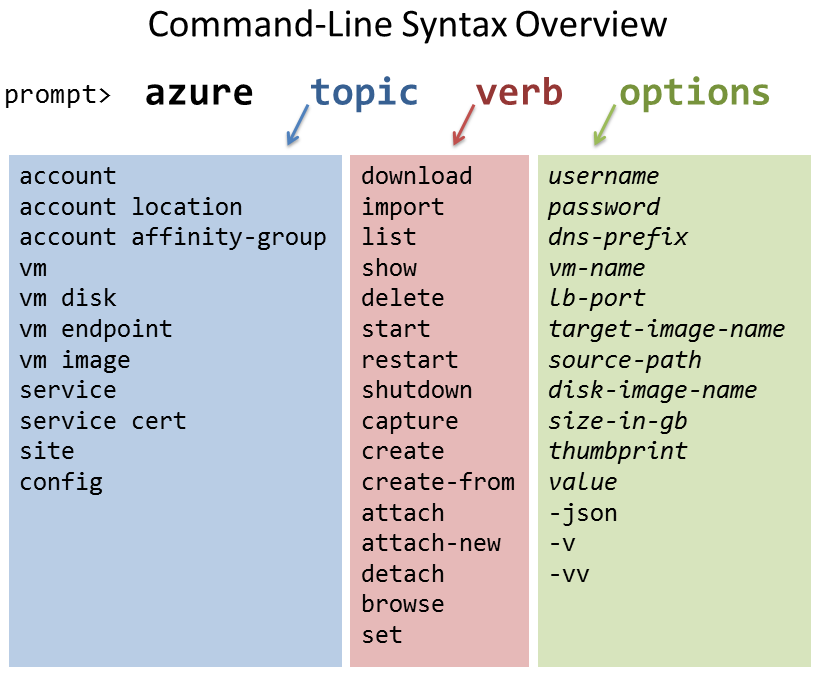 Command-Line Syntax Overview
prompt> azure topic verb options
account
account location
account affinity-group
vm
vm disk
vm endpoint
vm image
service
service cert
site
config
download
import
list
show
delete
start
restart
shutdown
capture
create
create-from
attach
attach-new
detach
browse
set
username
password
dns-prefix
vm-name
lb-port
target-image-name
source-path
disk-image-name
size-in-gb
thumbprint
value
-json
-v
-vv